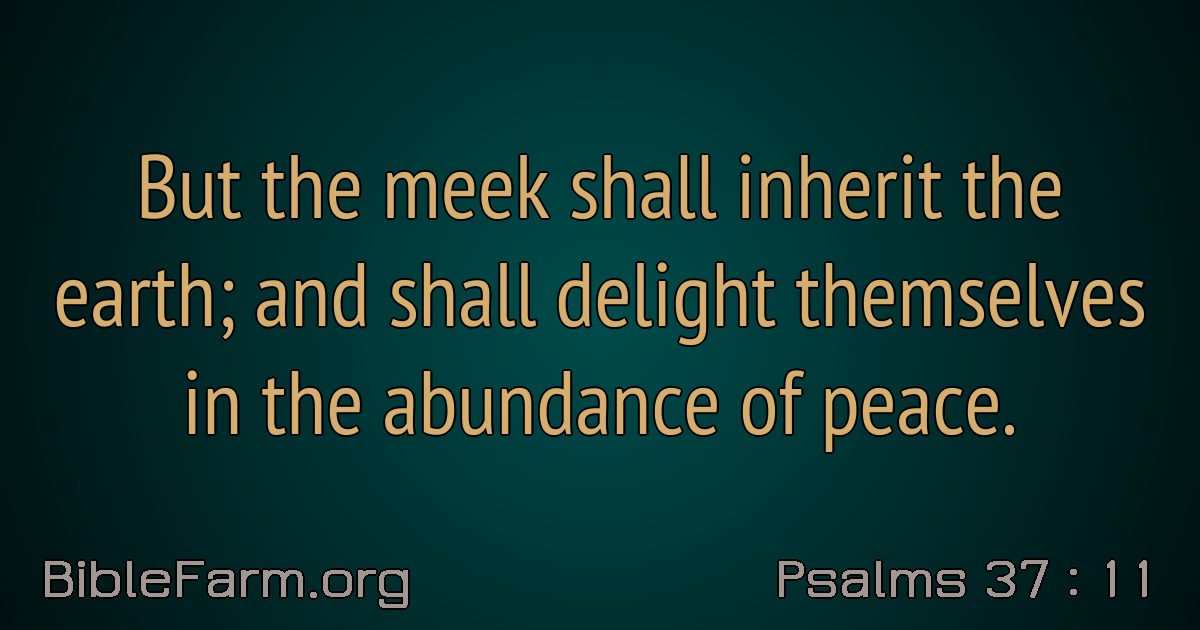 But the meek shall inherit the
earth; and shall delight themselves
in the abundance of peace.
BibleFarm.org
Psalms 37 : 11